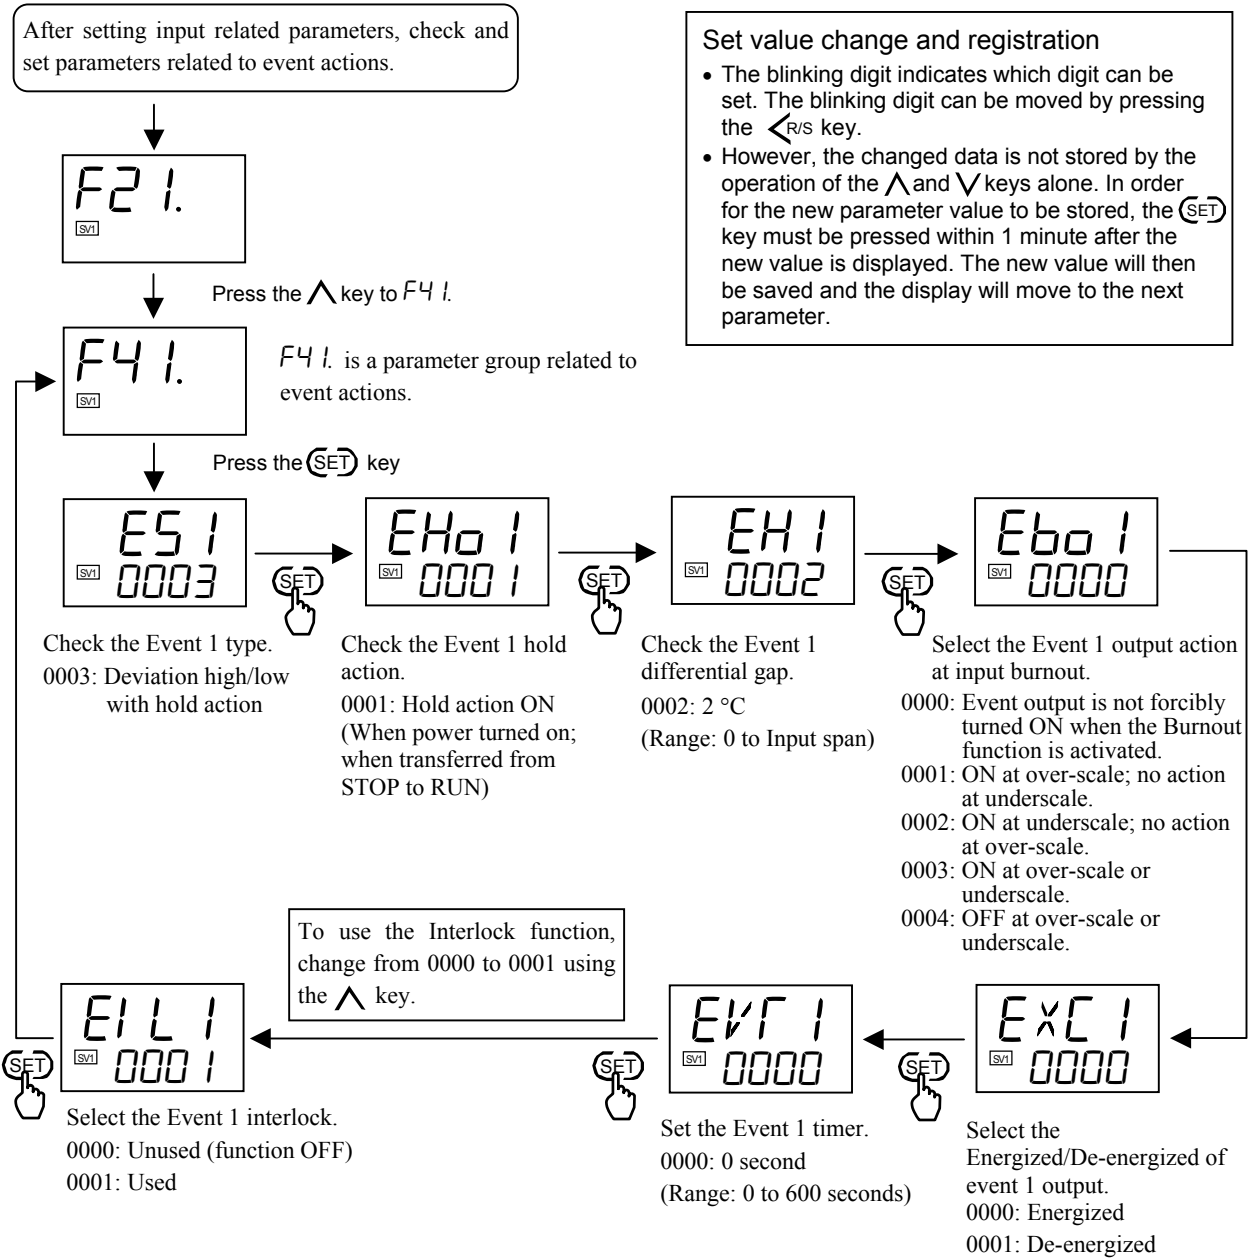 After setting input related parameters, check and
set parameters related to event actions.
Set value change and registration
• The blinking digit indicates which digit can be
set. The blinking digit can be moved by pressing
the <R/S key.
• However, the changed data is not stored by the
operation of the ∧ and ∨ keys alone. In order
for the new parameter value to be stored, the SET
key must be pressed within 1 minute after the
new value is displayed. The new value will then
be saved and the display will move to the next
parameter.
F21.
SV1
Press the ∧ key to F41.
F41.
SV1
F41. is a parameter group related to
event actions.
Press the SET key
ES1
SV1 0003
SET
EHo1
SV1 0001
SET
EH1
SV1 0002
SET
Ebo1
SV1 0000
Check the Event 1 type.
0003: Deviation high/low
with hold action
Check the Event 1 hold
action.
0001: Hold action ON
(When power turned on;
when transferred from
STOP to RUN)
Check the Event 1
differential gap.
0002: 2 °C
(Range: 0 to Input span)
Select the Event 1 output action
at input burnout.
0000: Event output is not forcibly
turned ON when the Burnout
function is activated.
0001: ON at over-scale; no action
at underscale.
0002: ON at underscale; no action
at over-scale.
0003: ON at over-scale or
underscale.
0004: OFF at over-scale or
underscale.
To use the Interlock function,
change from 0000 to 0001 using
the ∧ key.
EIL1
SV1 0001
SET
EVT1
SV1 0000
SET
EXC1
SV1 0000
SET
Select the Event 1 interlock.
0000: Unused (function OFF)
0001: Used
Set the Event 1 timer.
0000: 0 second
(Range: 0 to 600 seconds)
Select the
Energized/De-energized of
event 1 output.
0000: Energized
0001: De-energized